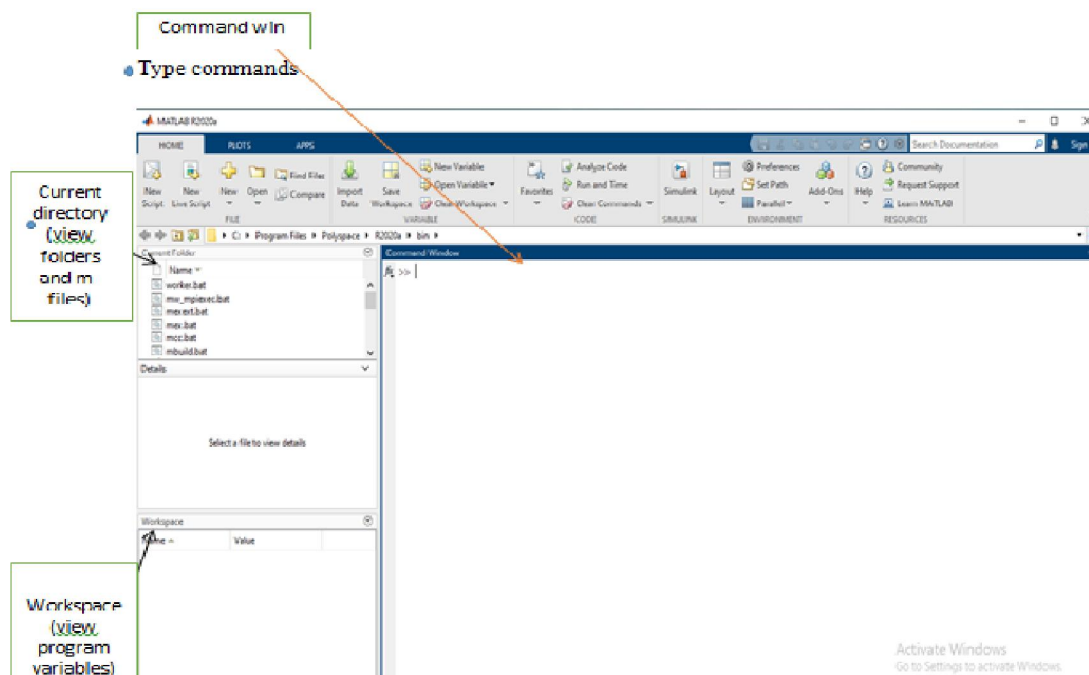 Command win
Type commands
MATLAB R2020a
HOME PLOTS APPS
Search Documentation
Sign
New Script
New Live Script
New
Open
Find Files
Compare
Import Data
Save Workspace
New Variable
Open Variable
Clear Workspace
Favorites
Analyze Code
Run and Time
Clear Commands
Simulink
Layout
Preferences
Set Path
Parallel
Add-Ons
Help
Community
Request Support
Learn MATLAB
FILE VARIABLE CODE SIMULINK ENVIRONMENT RESOURCES
C: Program Files Polyspace R2020a bin
Current
directory
(view
folders
and m
files)
Current Folder
Name
worker.bat
mw_mpiexec.bat
mexext.bat
mex.bat
mcc.bat
mbuild.bat
Details
Select a file to view details
Workspace
Name Value
Command Window
fx >>
Workspace
(view
program
variables)
Activate Windows
Go to Settings to activate Windows.